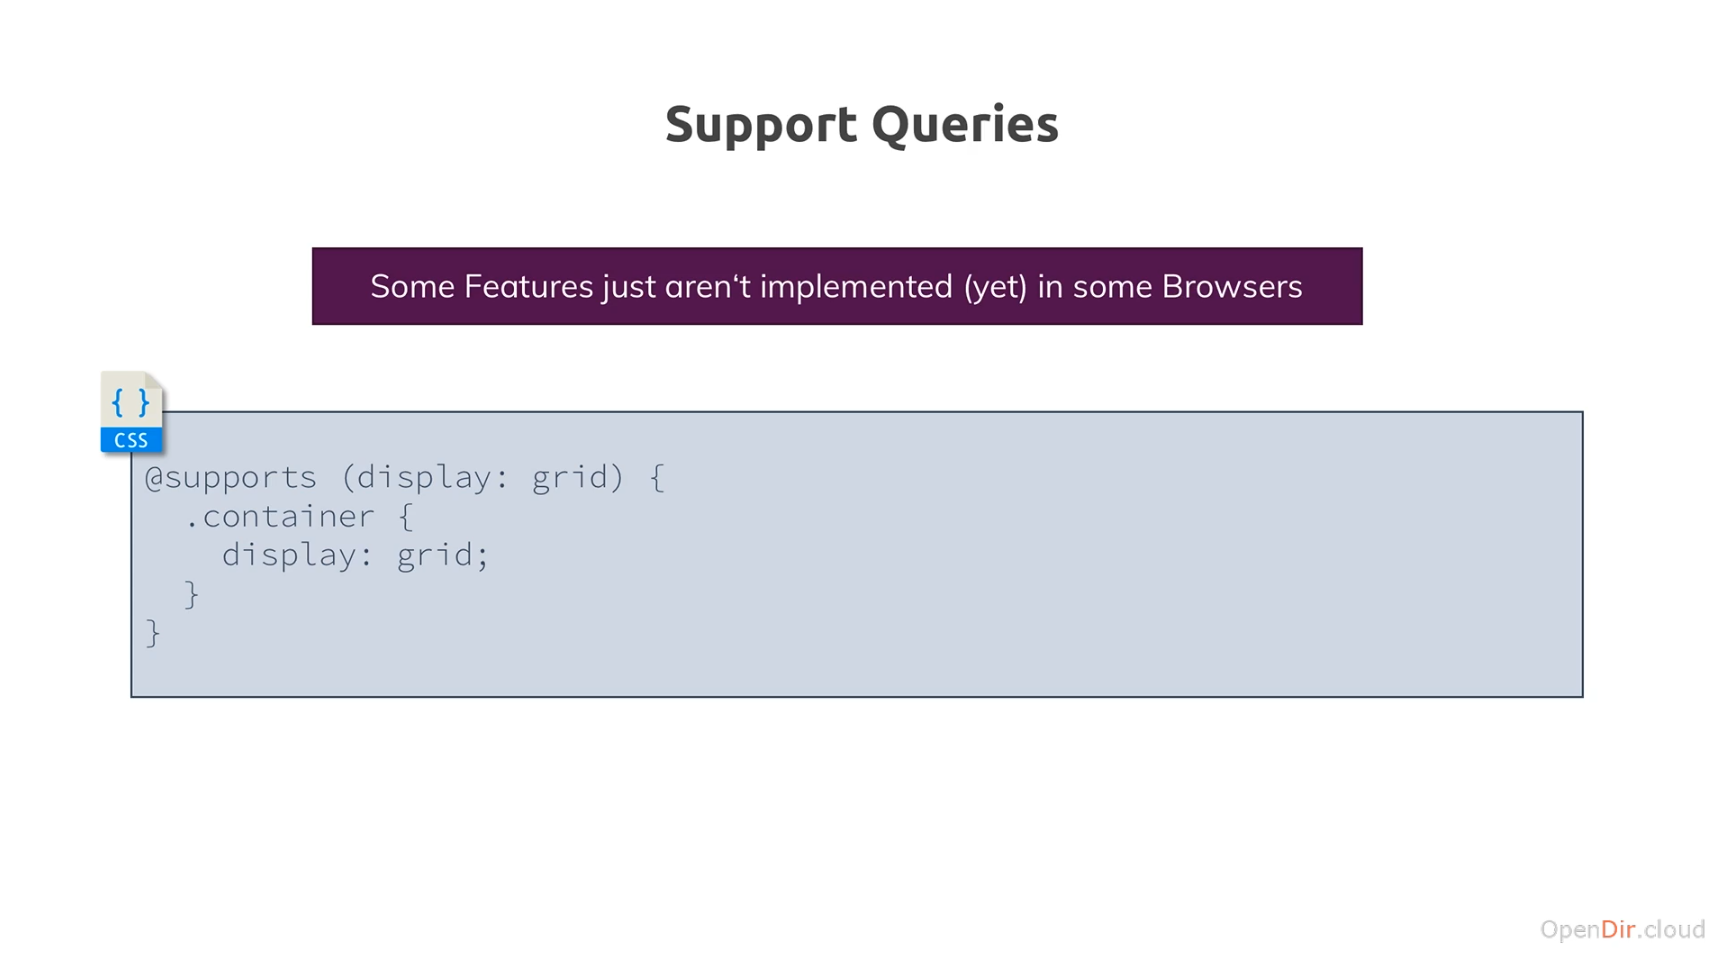 Support Queries
Some Features just aren‘t implemented (yet) in some Browsers
{ }
CSS
@supports (display: grid) {
  .container {
    display: grid;
  }
}
OpenDir.cloud